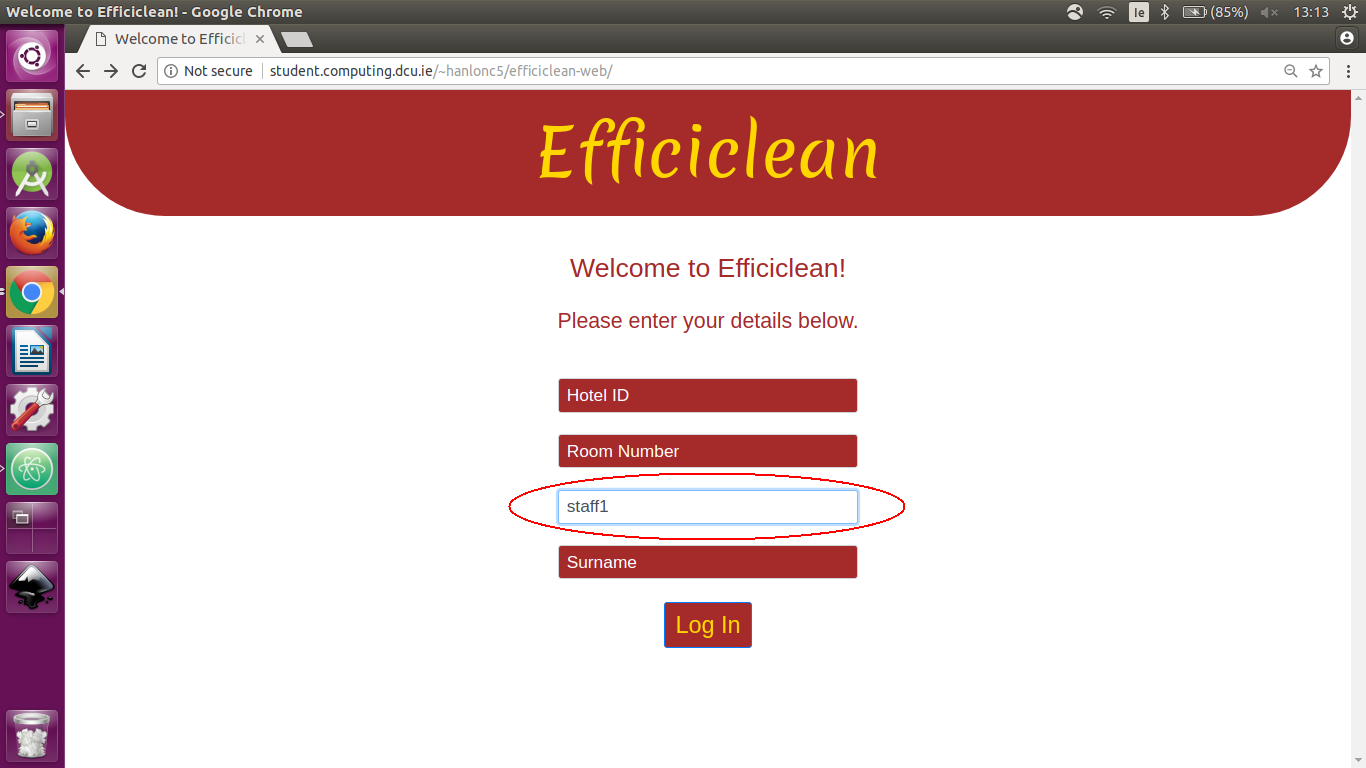 Welcome to Efficiclean! - Google Chrome
Ie
(85%)
13:13
Welcome to Efficicl
Not secure
student.computing.dcu.ie/~hanlonc5/efficiclean-web/
Efficiclean
Welcome to Efficiclean!
Please enter your details below.
Hotel ID
Room Number
staff1
Surname
Log In